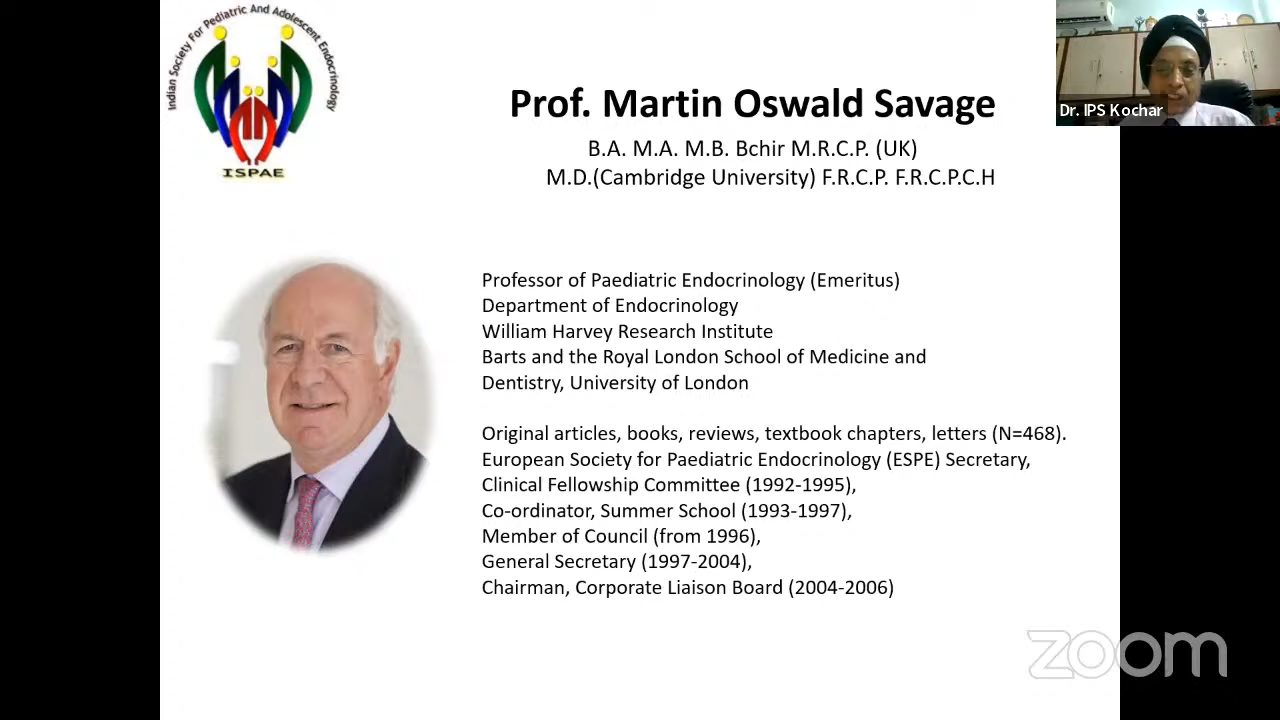 Indian Society For Pediatric And Adolescent Endocrinology
ISPAE
Dr. IPS Kochar
Prof. Martin Oswald Savage
B.A. M.A. M.B. Bchir M.R.C.P. (UK)
M.D.(Cambridge University) F.R.C.P. F.R.C.P.C.H
Professor of Paediatric Endocrinology (Emeritus)
Department of Endocrinology
William Harvey Research Institute
Barts and the Royal London School of Medicine and
Dentistry, University of London
Original articles, books, reviews, textbook chapters, letters (N=468).
European Society for Paediatric Endocrinology (ESPE) Secretary,
Clinical Fellowship Committee (1992-1995),
Co-ordinator, Summer School (1993-1997),
Member of Council (from 1996),
General Secretary (1997-2004),
Chairman, Corporate Liaison Board (2004-2006)
zoom